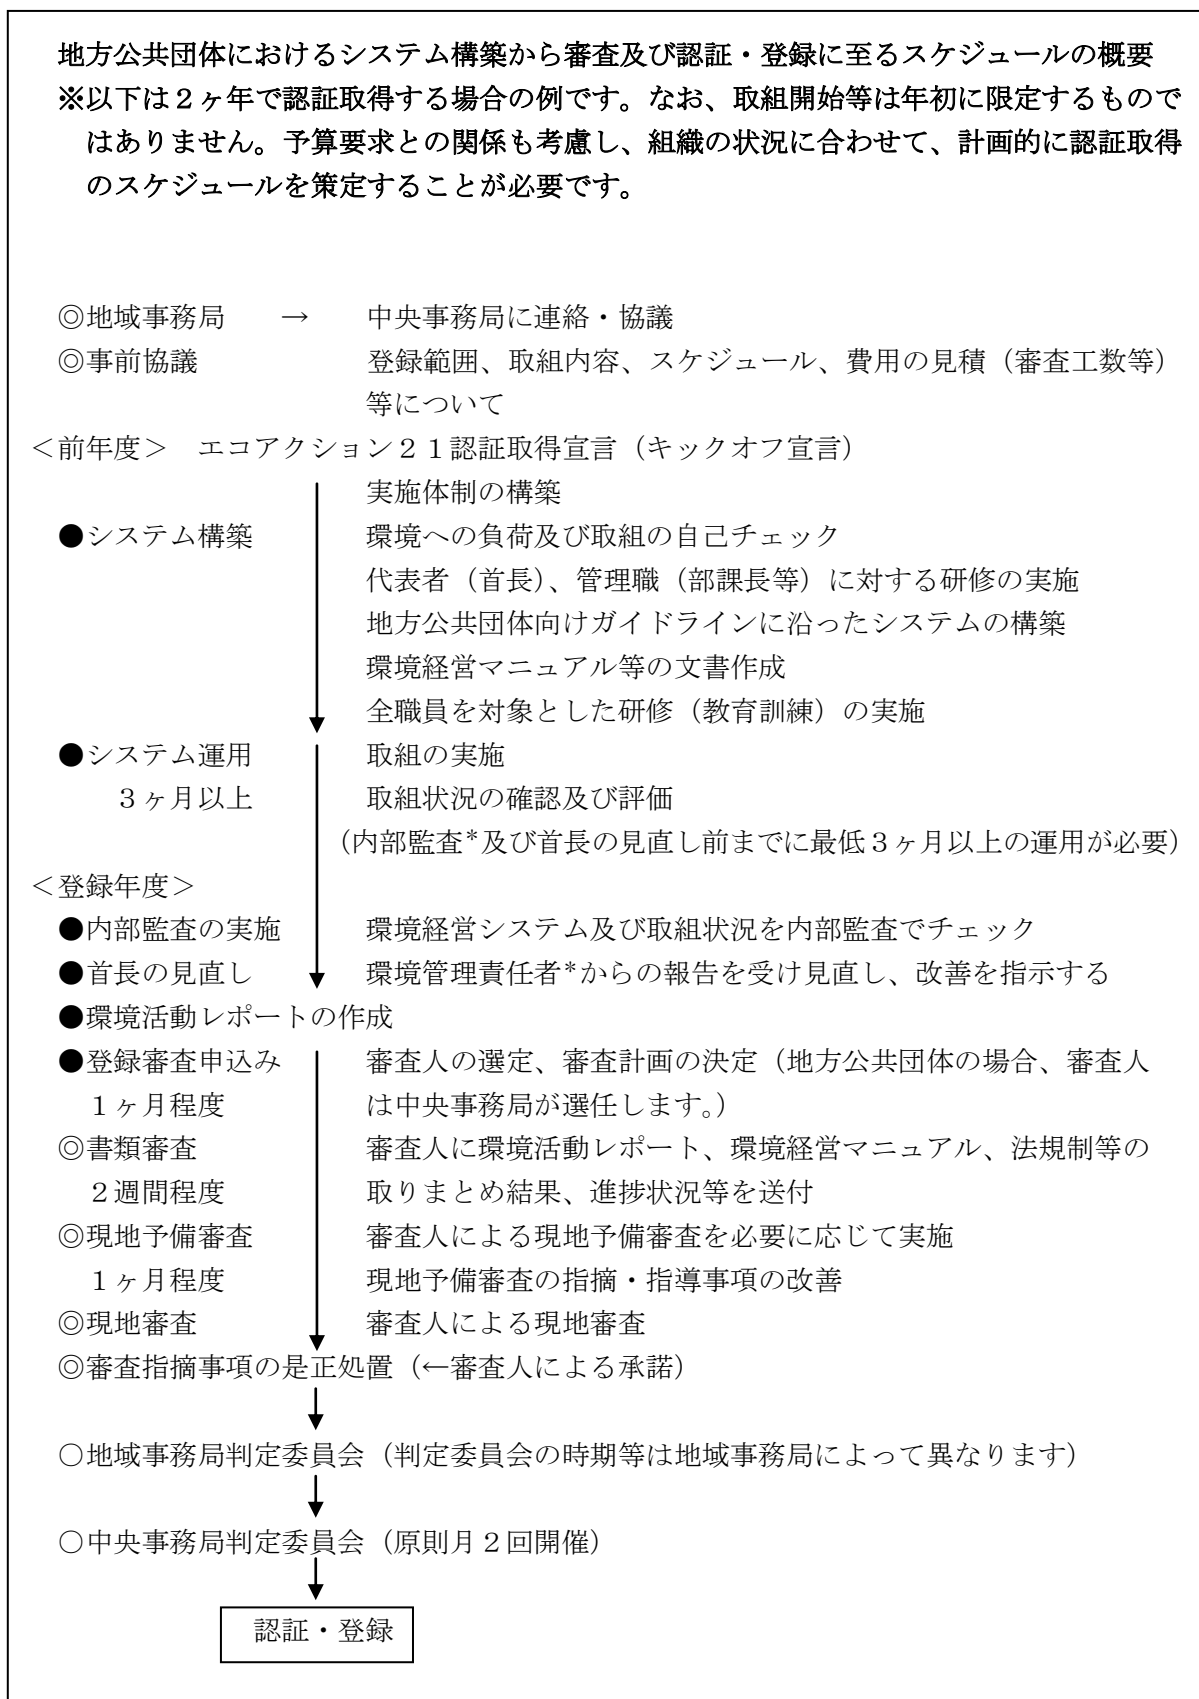 地方公共団体におけるシステム構築から審査及び認証・登録に至るスケジュールの概要
※以下は２ヶ年で認証取得する場合の例です。なお、取組開始等は年初に限定するもので
はありません。予算要求との関係も考慮し、組織の状況に合わせて、計画的に認証取得
のスケジュールを策定することが必要です。
◎地域事務局　→　中央事務局に連絡・協議
◎事前協議　登録範囲、取組内容、スケジュール、費用の見積（審査工数等）
等について
＜前年度＞　エコアクション２１認証取得宣言（キックオフ宣言）
実施体制の構築
●システム構築　環境への負荷及び取組の自己チェック
代表者（首長）、管理職（部課長等）に対する研修の実施
地方公共団体向けガイドラインに沿ったシステムの構築
環境経営マニュアル等の文書作成
全職員を対象とした研修（教育訓練）の実施
●システム運用　取組の実施
３ヶ月以上　取組状況の確認及び評価
（内部監査*及び首長の見直し前までに最低３ヶ月以上の運用が必要）
＜登録年度＞
●内部監査の実施　環境経営システム及び取組状況を内部監査でチェック
●首長の見直し　環境管理責任者*からの報告を受け見直し、改善を指示する
●環境活動レポートの作成
●登録審査申込み　審査人の選定、審査計画の決定（地方公共団体の場合、審査人
１ヶ月程度　は中央事務局が選任します。）
◎書類審査　審査人に環境活動レポート、環境経営マニュアル、法規制等の
２週間程度　取りまとめ結果、進捗状況等を送付
◎現地予備審査　審査人による現地予備審査を必要に応じて実施
１ヶ月程度　現地予備審査の指摘・指導事項の改善
◎現地審査　審査人による現地審査
◎審査指摘事項の是正処置（←審査人による承諾）
○地域事務局判定委員会（判定委員会の時期等は地域事務局によって異なります）
○中央事務局判定委員会（原則月２回開催）
認証・登録